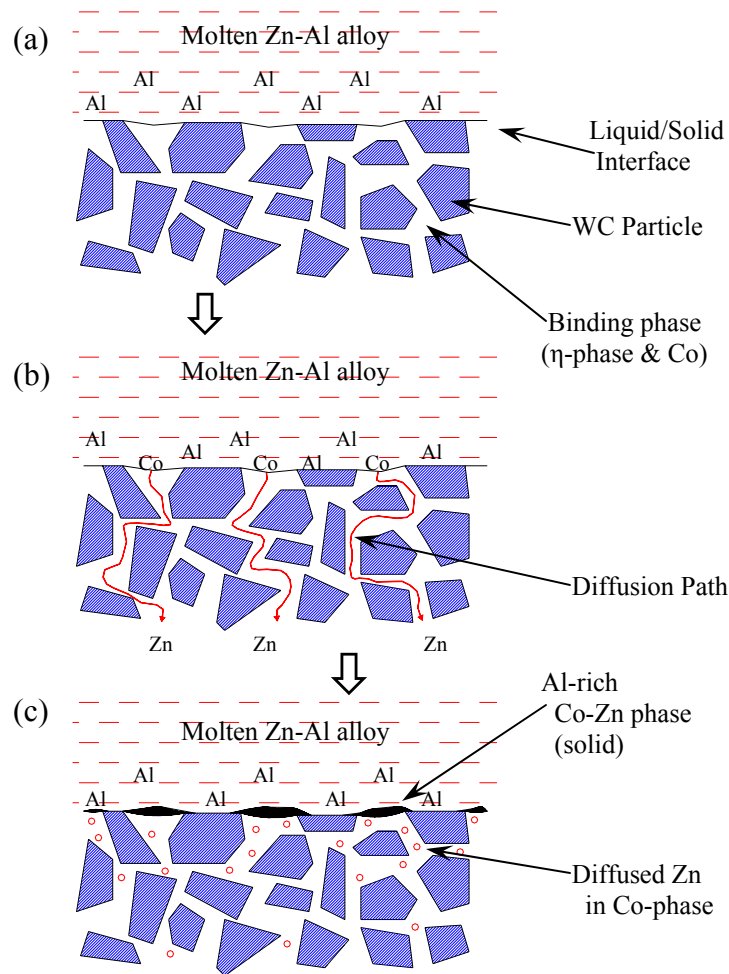 (a)
Molten Zn-Al alloy
Al Al Al
Al Al Al Al
Liquid/Solid
Interface
WC Particle
Binding phase
(η-phase & Co)
(b)
Molten Zn-Al alloy
Al Al Al
Al Al Al
Co Co Co
Diffusion Path
Zn Zn Zn
(c)
Al-rich
Co-Zn phase
(solid)
Molten Zn-Al alloy
Al Al Al
Al Al Al Al
Diffused Zn
in Co-phase